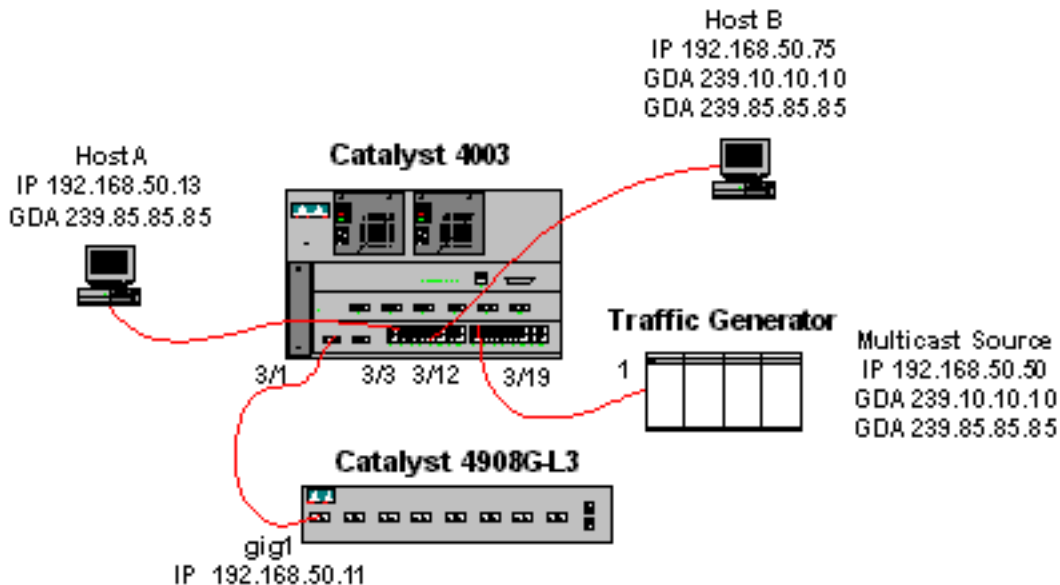 Host B
IP 192.168.50.75
GDA 239.10.10.10
GDA 239.85.85.85
Catalyst 4003
Host A
IP 192.168.50.13
GDA 239.85.85.85
Traffic Generator
Multicast Source
IP 192.168.50.50
GDA 239.10.10.10
GDA 239.85.85.85
1
3/1 3/3 3/12 3/19
Catalyst 4908G-L3
gig1
IP 192.168.50.11